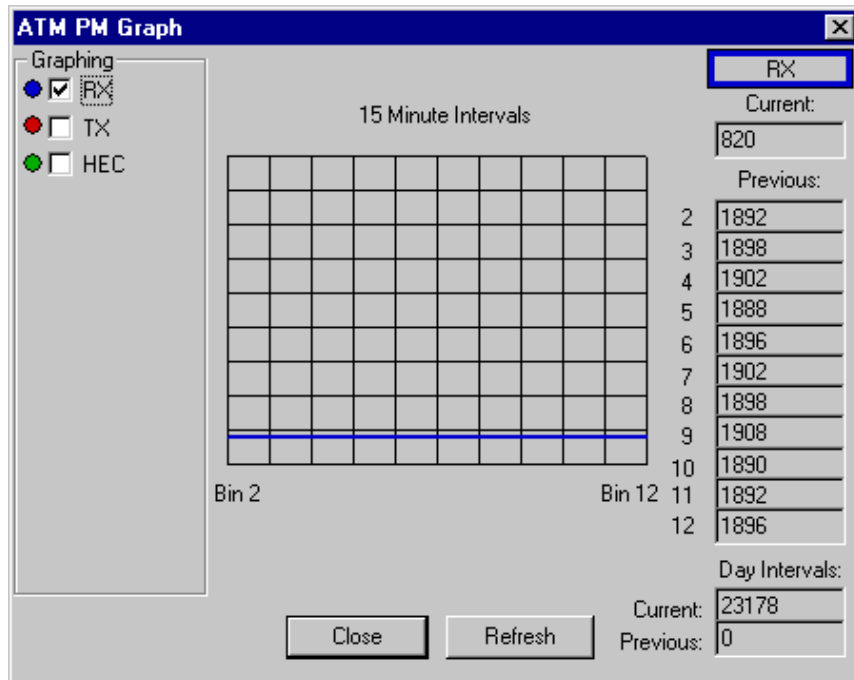 ATM PM Graph
Graphing
RX
TX
HEC
15 Minute Intervals
Bin 2
Bin 12
RX
Current:
820
Previous:
2 1892
3 1898
4 1902
5 1888
6 1896
7 1902
8 1898
9 1908
10 1890
11 1892
12 1896
Day Intervals:
Current: 23178
Previous: 0
Close
Refresh